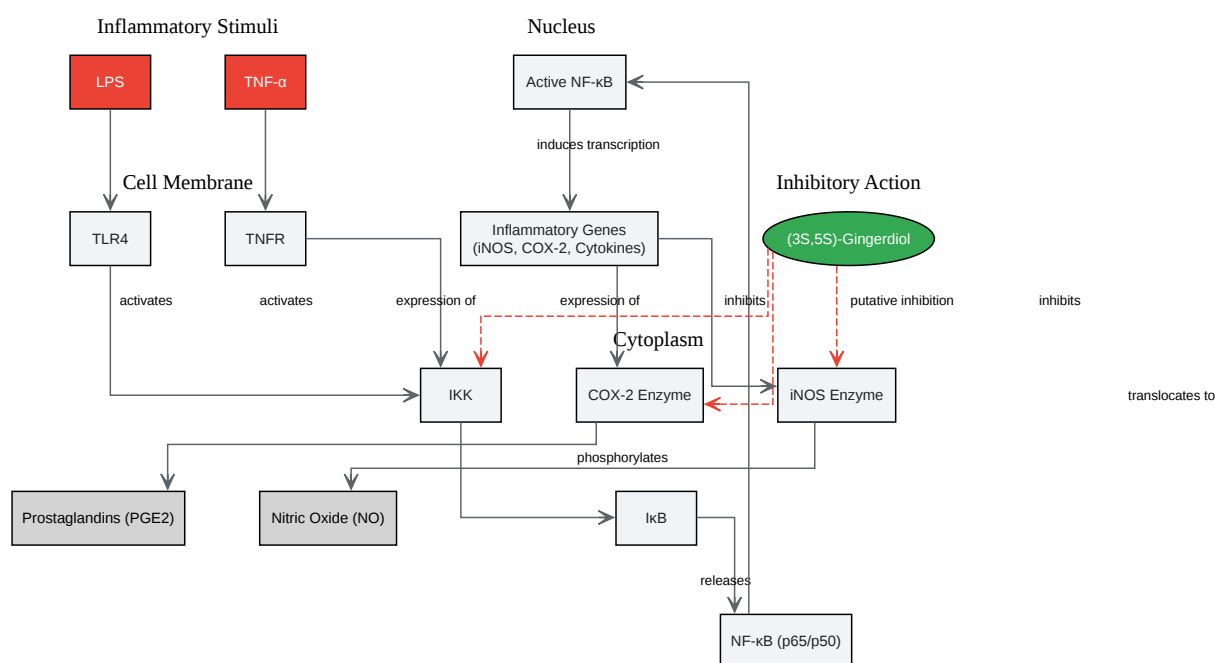 Inflammatory Stimuli
Nucleus
LPS
TNF-α
Active NF-κB
induces transcription
Cell Membrane
Inhibitory Action
TLR4
TNFR
Inflammatory Genes
(iNOS, COX-2, Cytokines)
(3S,5S)-Gingerdiol
activates
activates
expression of
expression of
inhibits
putative inhibition
inhibits
Cytoplasm
IKK
COX-2 Enzyme
iNOS Enzyme
translocates to
phosphorylates
Prostaglandins (PGE2)
Nitric Oxide (NO)
IκB
releases
NF-κB (p65/p50)